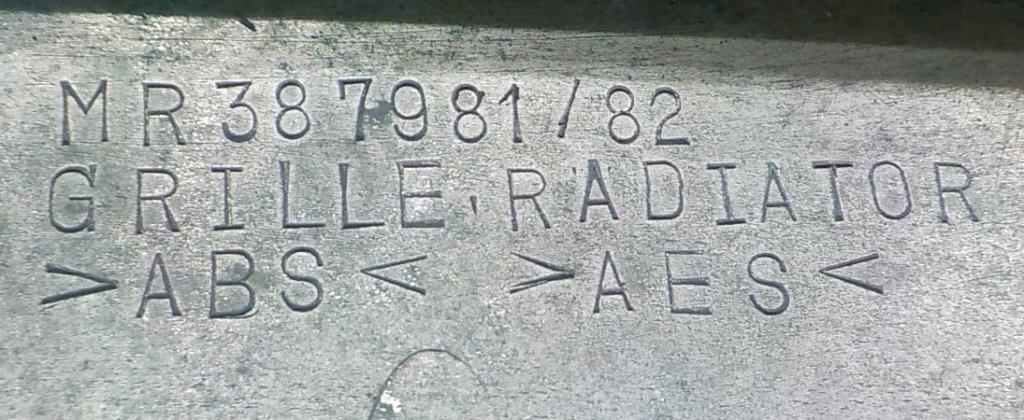 MR387981/82
GRILLE,RADIATOR
>ABS< >AES<